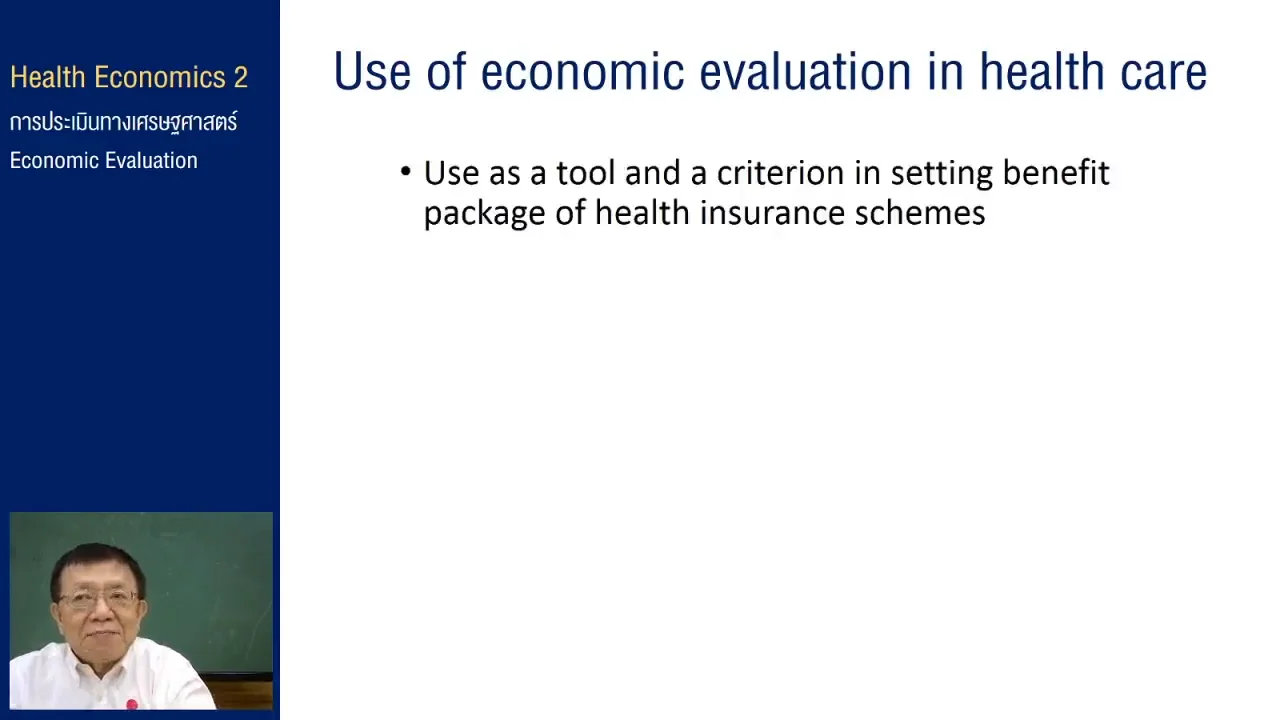 Health Economics 2
การประเมินทางเศรษฐศาสตร์
Economic Evaluation
Use of economic evaluation in health care
• Use as a tool and a criterion in setting benefit
package of health insurance schemes